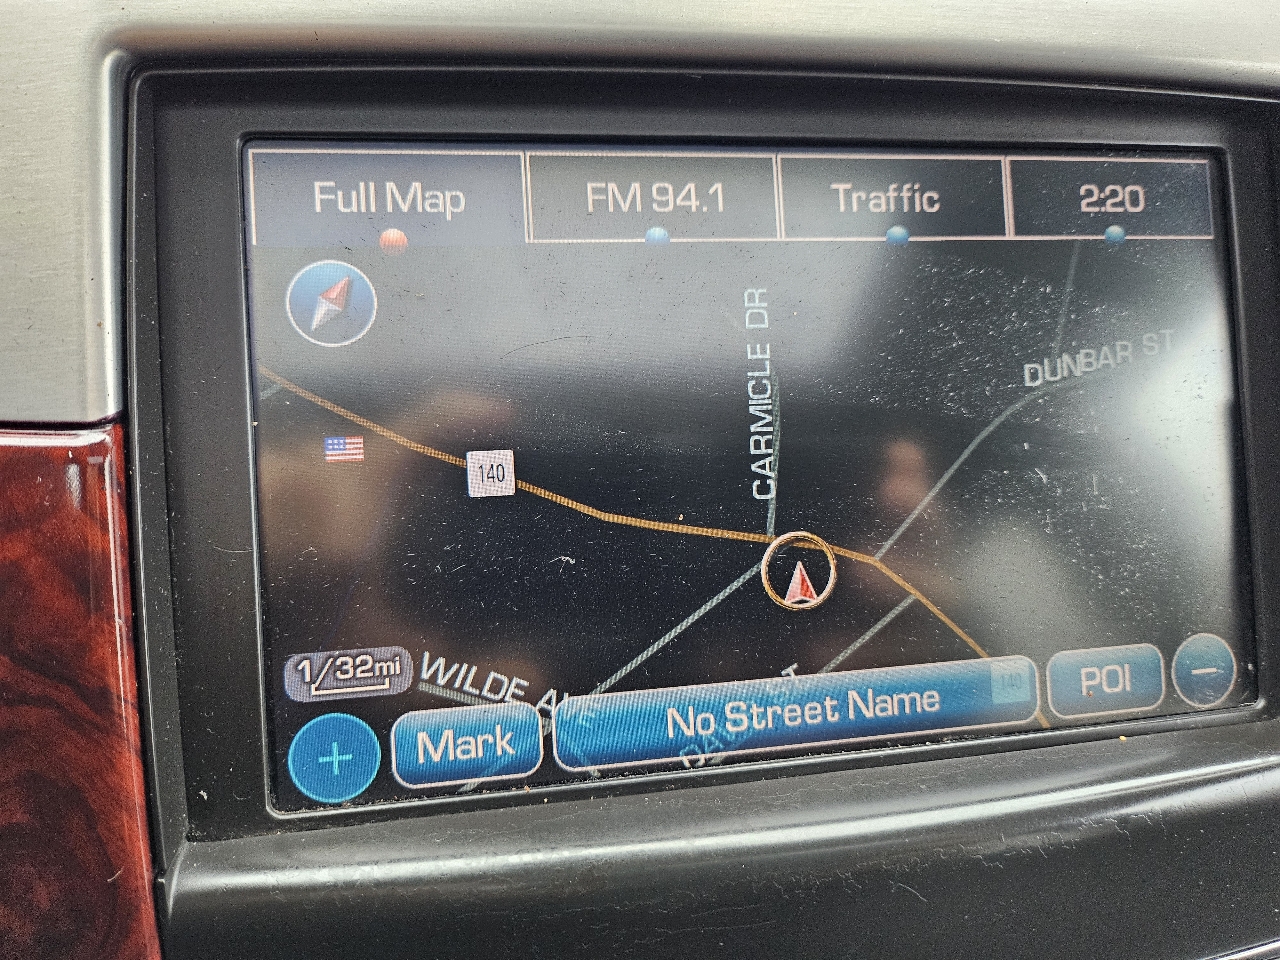 Full Map
FM 94.1
Traffic
2:20
CARMICLE DR
DUNBAR ST
140
1/32mi
WILDE
Mark
No Street Name
POI